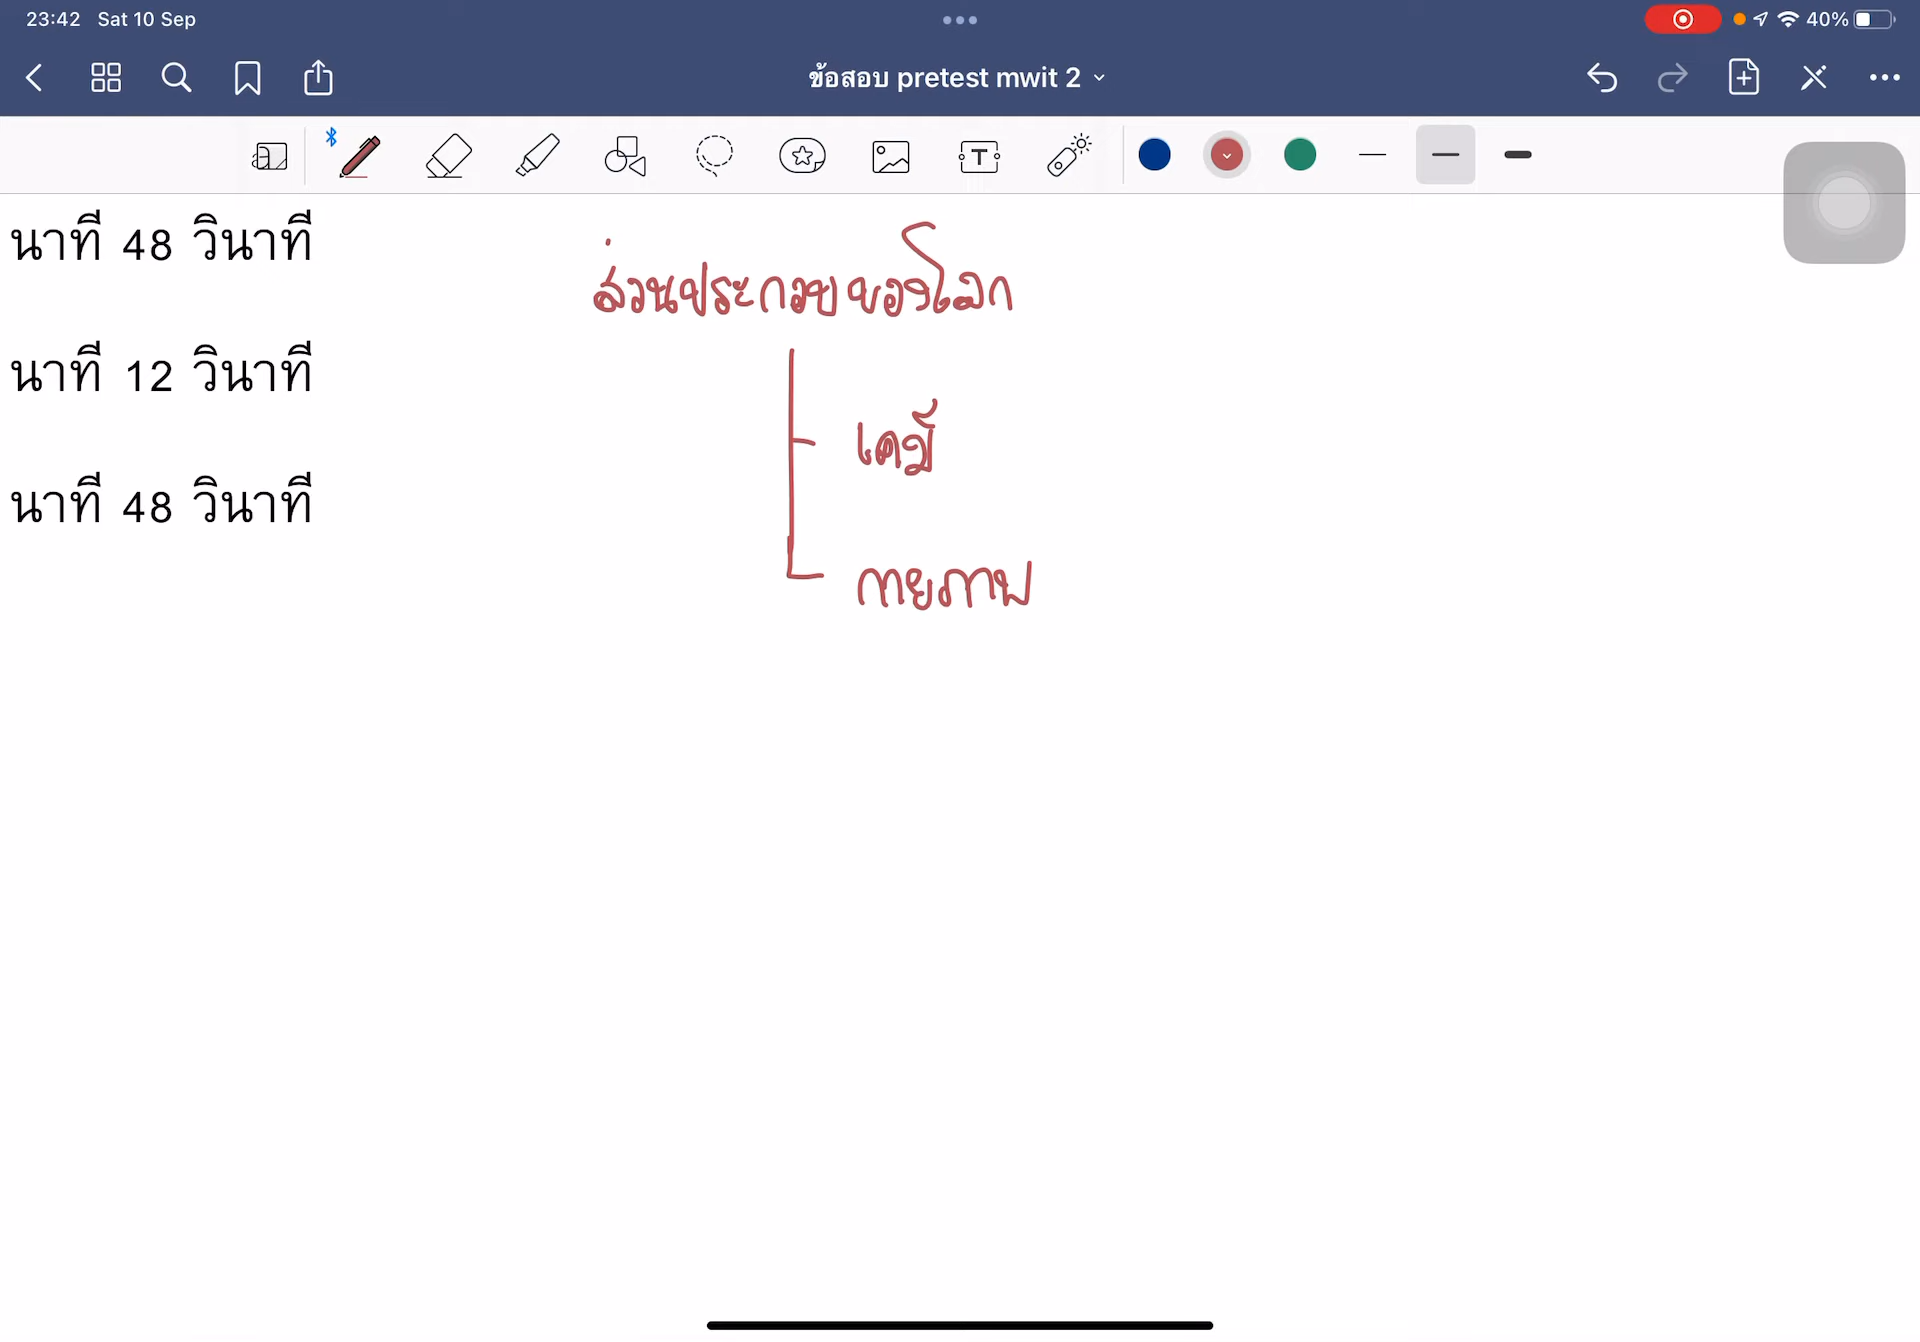 23:42 Sat 10 Sep
40%
ข้อสอบ pretest mwit 2
T
นาที 48 วินาที
ส่วนประกอบของโลก
นาที 12 วินาที
เคมี
นาที 48 วินาที
กายภาพ